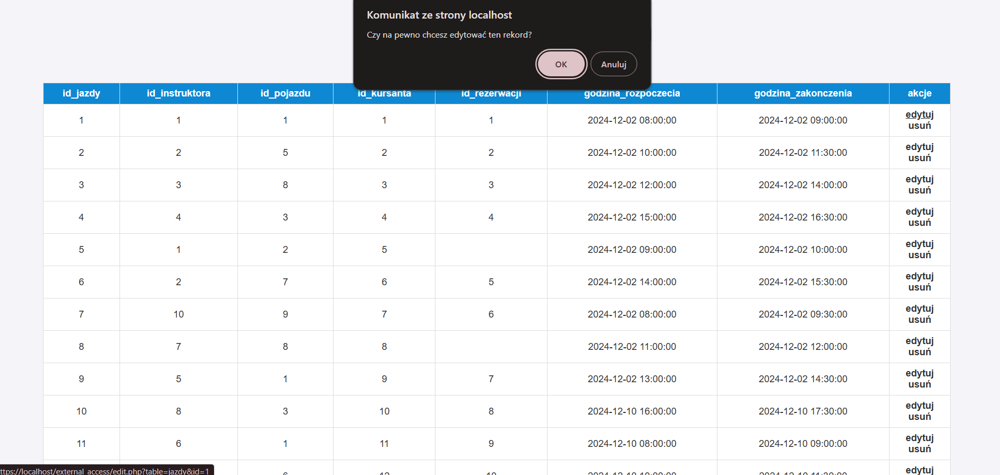 Komunikat ze strony localhost
Czy na pewno chcesz edytować ten rekord?
OK Anuluj
id_jazdy id_instruktora id_pojazdu id_kursanta id_rezerwacji godzina_rozpoczecia godzina_zakonczenia akcje
1 1 1 1 1 2024-12-02 08:00:00 2024-12-02 09:00:00 edytuj
usuń
2 2 5 2 2 2024-12-02 10:00:00 2024-12-02 11:30:00 edytuj
usuń
3 3 8 3 3 2024-12-02 12:00:00 2024-12-02 14:00:00 edytuj
usuń
4 4 3 4 4 2024-12-02 15:00:00 2024-12-02 16:30:00 edytuj
usuń
5 1 2 5 2024-12-02 09:00:00 2024-12-02 10:00:00 edytuj
usuń
6 2 7 6 5 2024-12-02 14:00:00 2024-12-02 15:30:00 edytuj
usuń
7 10 9 7 6 2024-12-02 08:00:00 2024-12-02 09:30:00 edytuj
usuń
8 7 8 8 2024-12-02 11:00:00 2024-12-02 12:00:00 edytuj
usuń
9 5 1 9 7 2024-12-02 13:00:00 2024-12-02 14:30:00 edytuj
usuń
10 8 3 10 8 2024-12-10 16:00:00 2024-12-10 17:30:00 edytuj
usuń
11 6 1 11 9 2024-12-10 08:00:00 2024-12-10 09:00:00 edytuj
usuń
6 12 10 2024-12-10 10:00:00 2024-12-10 11:30:00 edytuj
ttps://localhost/external_access/edit.php?table=jazdy&id=1